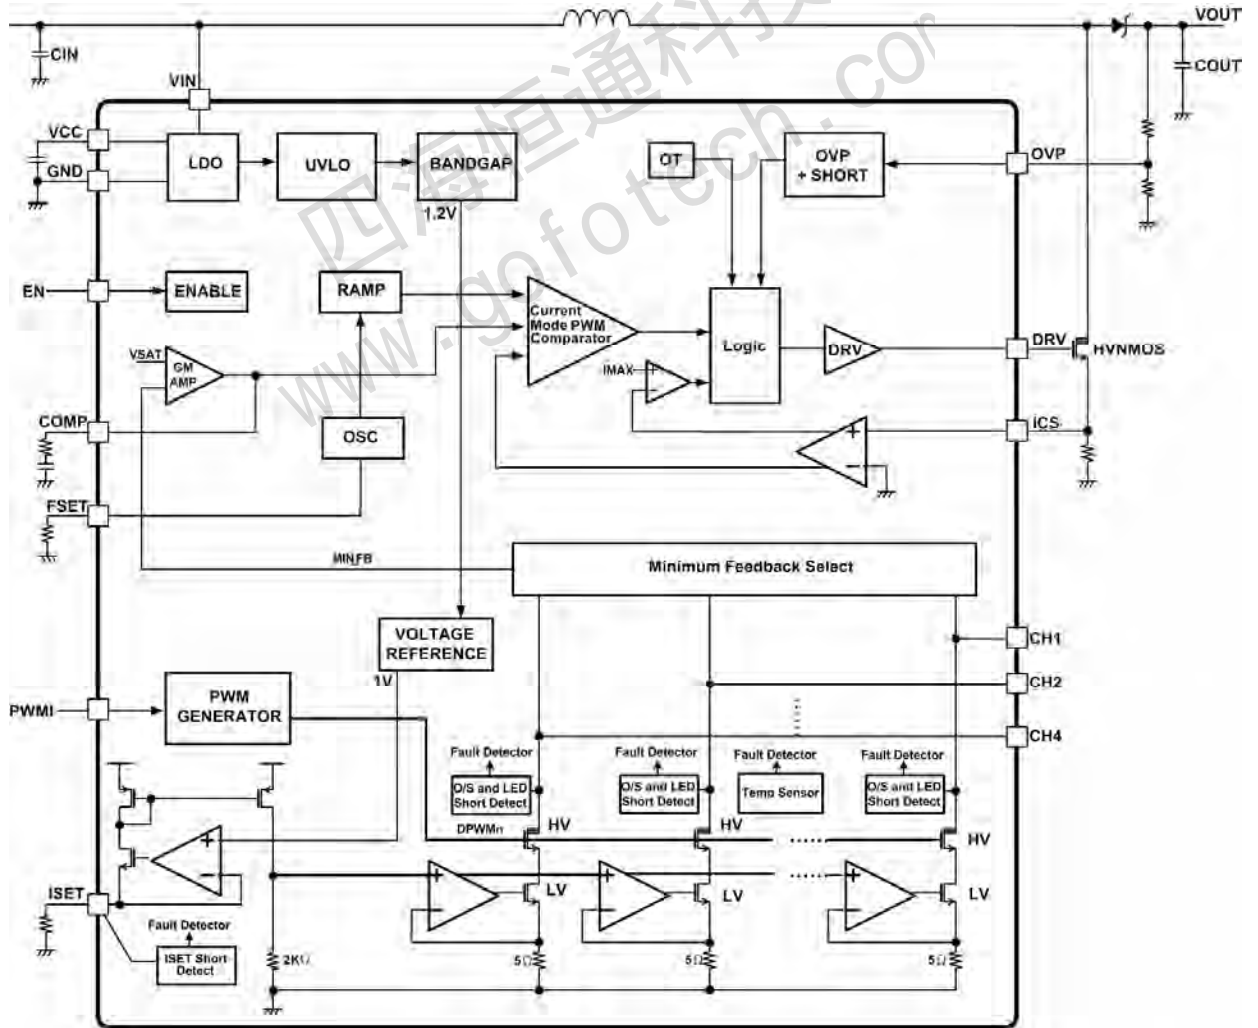 VOUT
CIN
COUT
VIN
四海恒通科技
www.gofotech.com
VCC
LDO
UVLO
BANDGAP
OT
OVP
+ SHORT
OVP
GND
1.2V
EN
ENABLE
RAMP
Current
Mode PWM
Comparator
Logic
DRV
DRV
HVNMOS
VSAT
GM
AMP
IMAX
+
−
COMP
OSC
+
−
ICS
FSET
MINFB
Minimum Feedback Select
VOLTAGE
REFERENCE
1V
CH1
CH2
CH4
PWMI
PWM
GENERATOR
Fault Detector
Fault Detector
Fault Detector
Fault Detector
O/S and LED
Short Detect
O/S and LED
Short Detect
Temp Sensor
O/S and LED
Short Detect
DPWMn
HV
HV
HV
+
−
+
−
+
−
+
−
LV
LV
LV
ISET
Fault Detector
ISET Short
Detect
2KΩ
5Ω
5Ω
5Ω